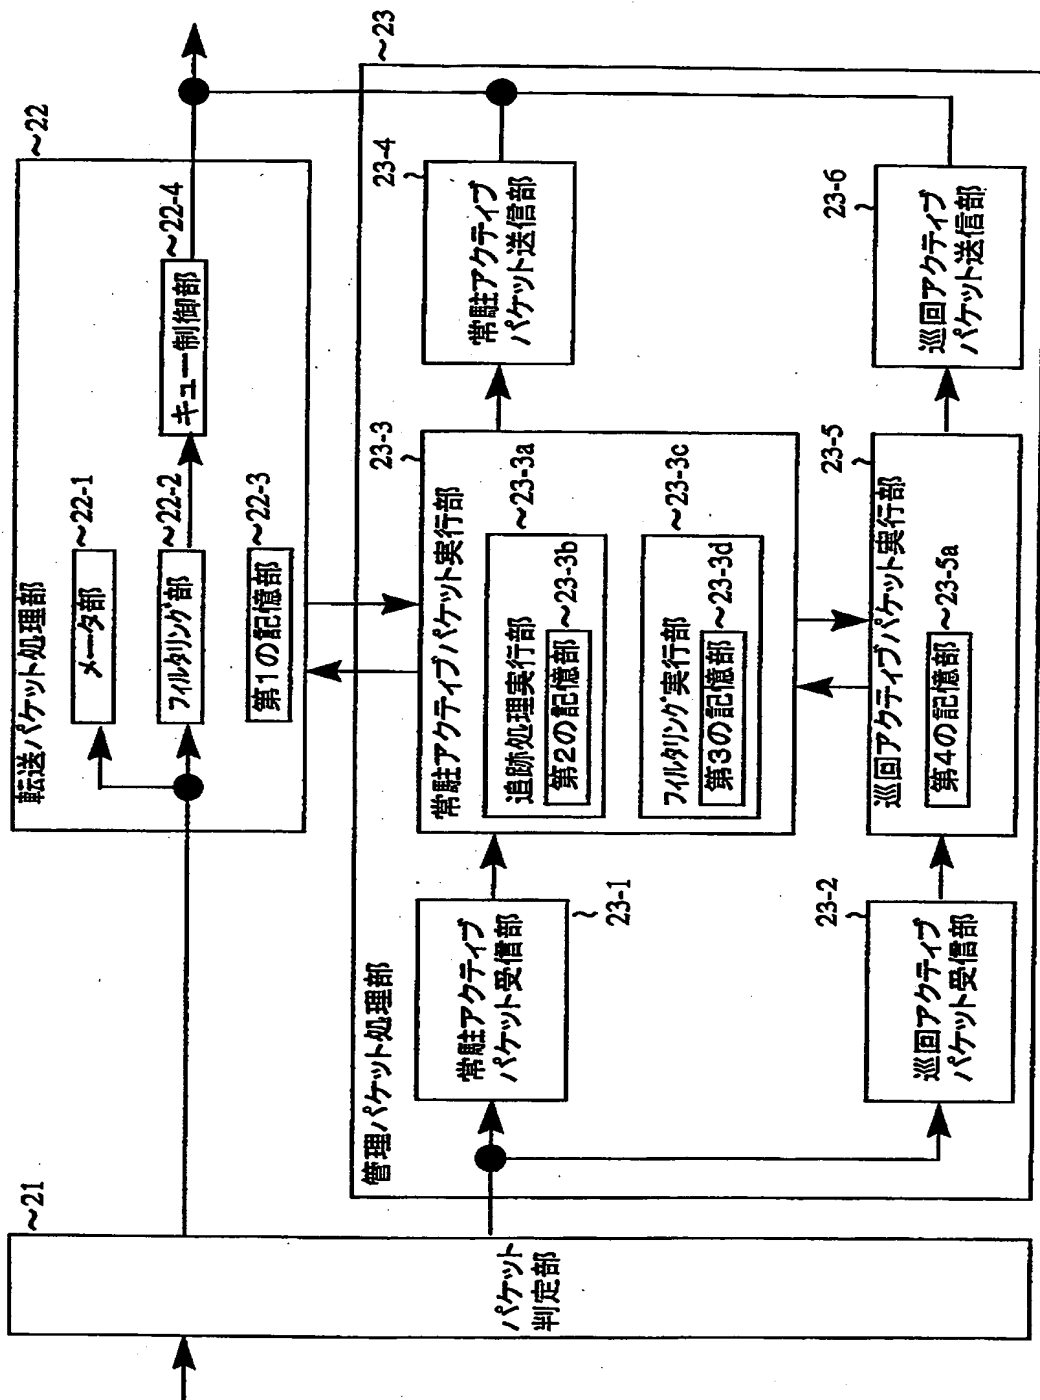 ~21
パケット
判定部
転送パケット処理部
~22
メータ部
~22-1
フィルタリング部
~22-2
キュー制御部
~22-4
第1の記憶部
~22-3
管理パケット処理部
~23
常駐アクティブ
パケット受信部
23-1
常駐アクティブパケット実行部
23-3
追跡処理実行部
~23-3a
第2の記憶部
~23-3b
フィルタリング実行部
~23-3c
第3の記憶部
~23-3d
常駐アクティブ
パケット送信部
23-4
巡回アクティブ
パケット受信部
23-2
巡回アクティブパケット実行部
23-5
第4の記憶部
~23-5a
巡回アクティブ
パケット送信部
23-6